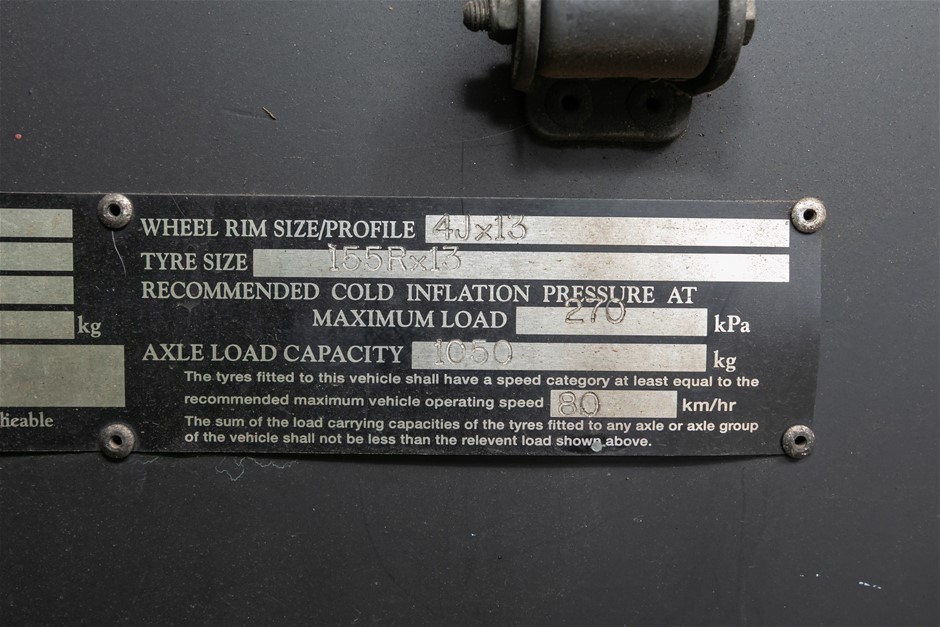 WHEEL RIM SIZE/PROFILE 4Jx13
TYRE SIZE 155Rx13
RECOMMENDED COLD INFLATION PRESSURE AT
MAXIMUM LOAD 270 kPa
kg
AXLE LOAD CAPACITY 1050 kg
The tyres fitted to this vehicle shall have a speed category at least equal to the
recommended maximum vehicle operating speed 80 km/hr
The sum of the load carrying capacities of the tyres fitted to any axle or axle group
of the vehicle shall not be less than the relevent load shown above.